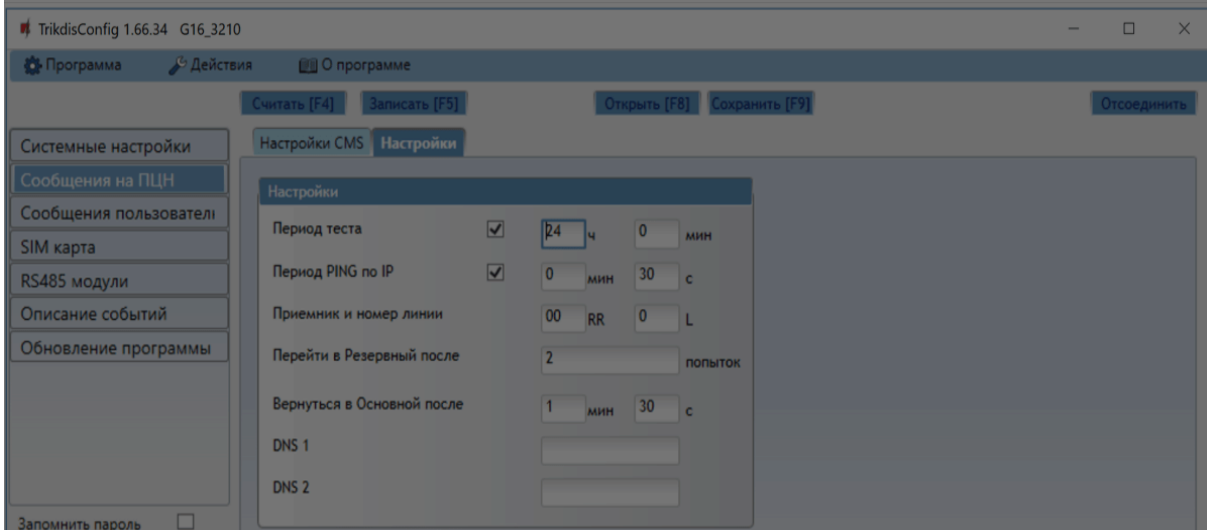 TrikdisConfig 1.66.34 G16_3210
Программа Действия О программе
Считать [F4] Записать [F5] Открыть [F8] Сохранить [F9] Отсоединить
Системные настройки
Сообщения на ПЦН
Сообщения пользователю
SIM карта
RS485 модули
Описание событий
Обновление программы
Запомнить пароль
Настройки CMS Настройки
Настройки
Период теста 24 ч 0 мин
Период PING по IP 0 мин 30 с
Приемник и номер линии 00 RR 0 L
Перейти в Резервный после 2 попыток
Вернуться в Основной после 1 мин 30 с
DNS 1
DNS 2